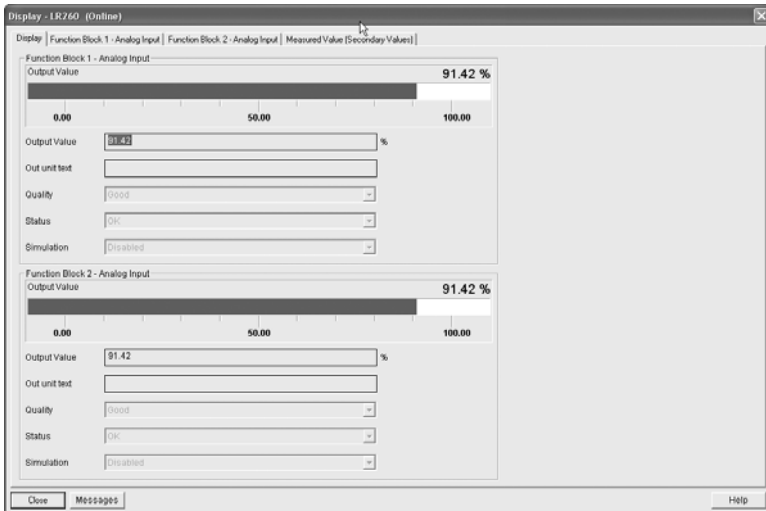 Display - LR260 (Online)
Display Function Block 1 - Analog Input Function Block 2 - Analog Input Measured Value (Secondary Values)
Function Block 1 - Analog Input
Output Value 91.42 %
0.00 50.00 100.00
Output Value 91.42 %
Out unit text
Quality Good
Status OK
Simulation Disabled
Function Block 2 - Analog Input
Output Value 91.42 %
0.00 50.00 100.00
Output Value 91.42 %
Out unit text
Quality Good
Status OK
Simulation Disabled
Close Messages Help